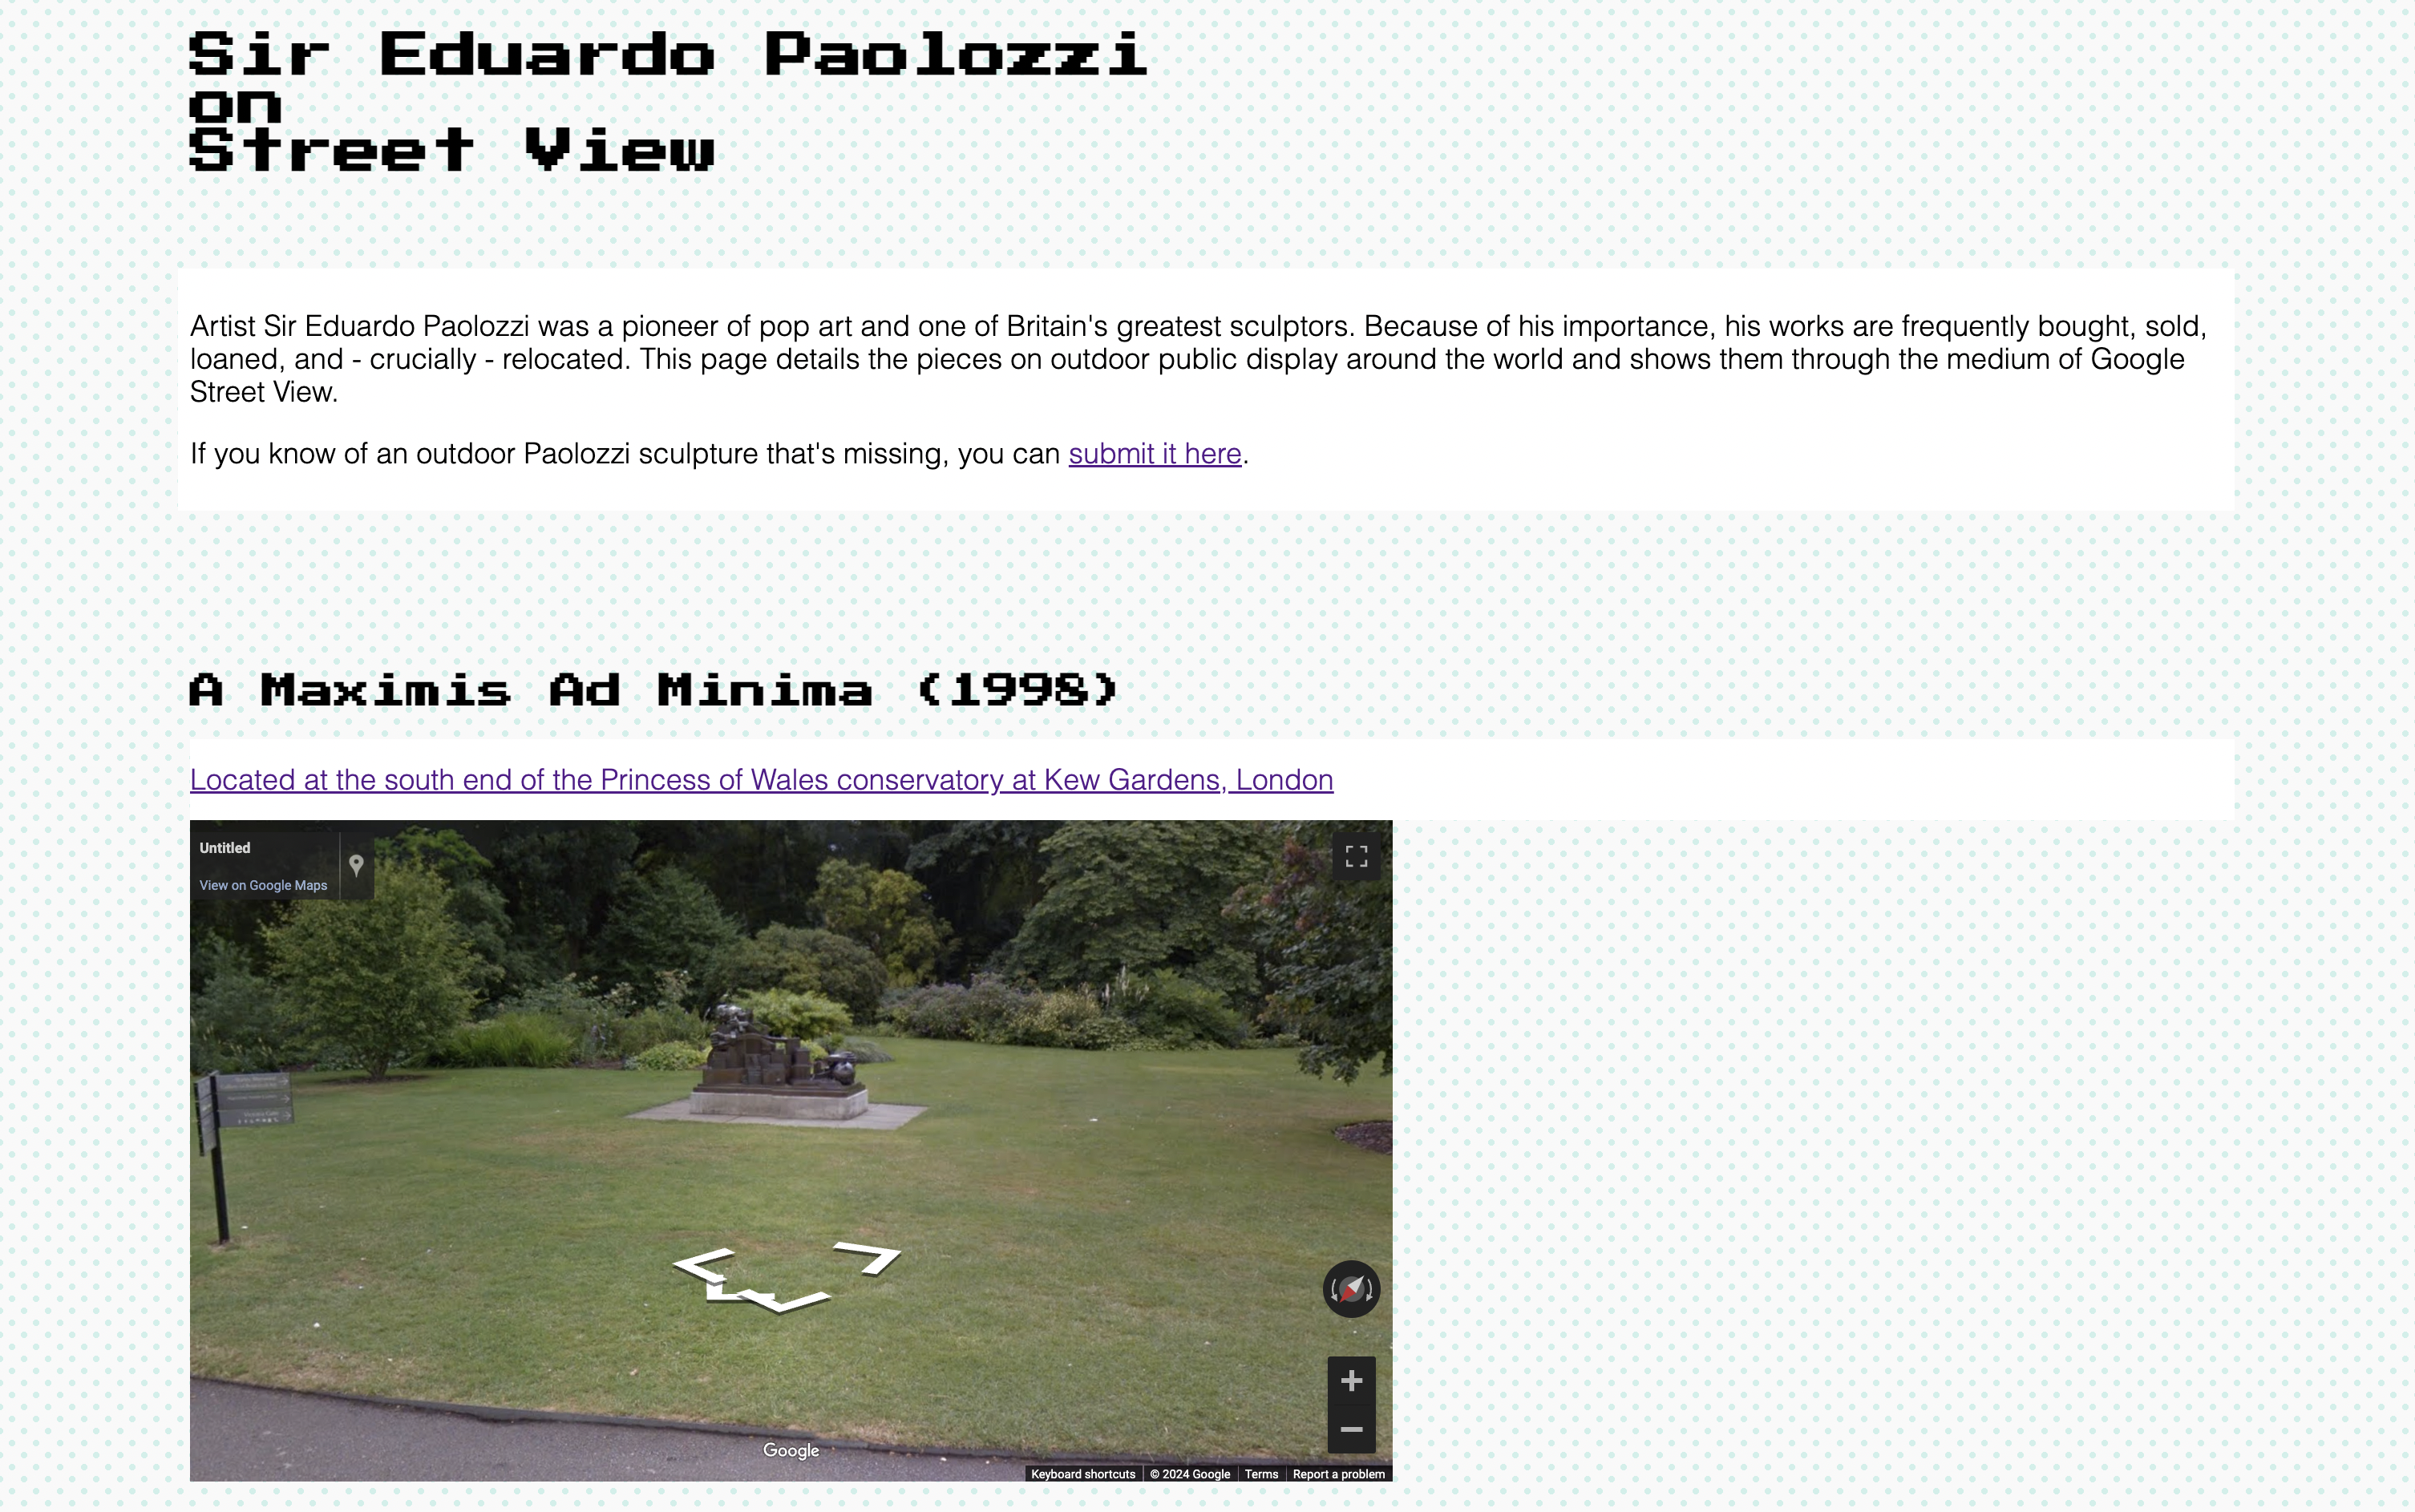 Sir Eduardo Paolozzi
on
Street View
Artist Sir Eduardo Paolozzi was a pioneer of pop art and one of Britain's greatest sculptors. Because of his importance, his works are frequently bought, sold,
loaned, and - crucially - relocated. This page details the pieces on outdoor public display around the world and shows them through the medium of Google
Street View.
If you know of an outdoor Paolozzi sculpture that's missing, you can submit it here.
A Maximis Ad Minima (1998)
Located at the south end of the Princess of Wales conservatory at Kew Gardens, London
Untitled
View on Google Maps
Google
Keyboard shortcuts © 2024 Google Terms Report a problem